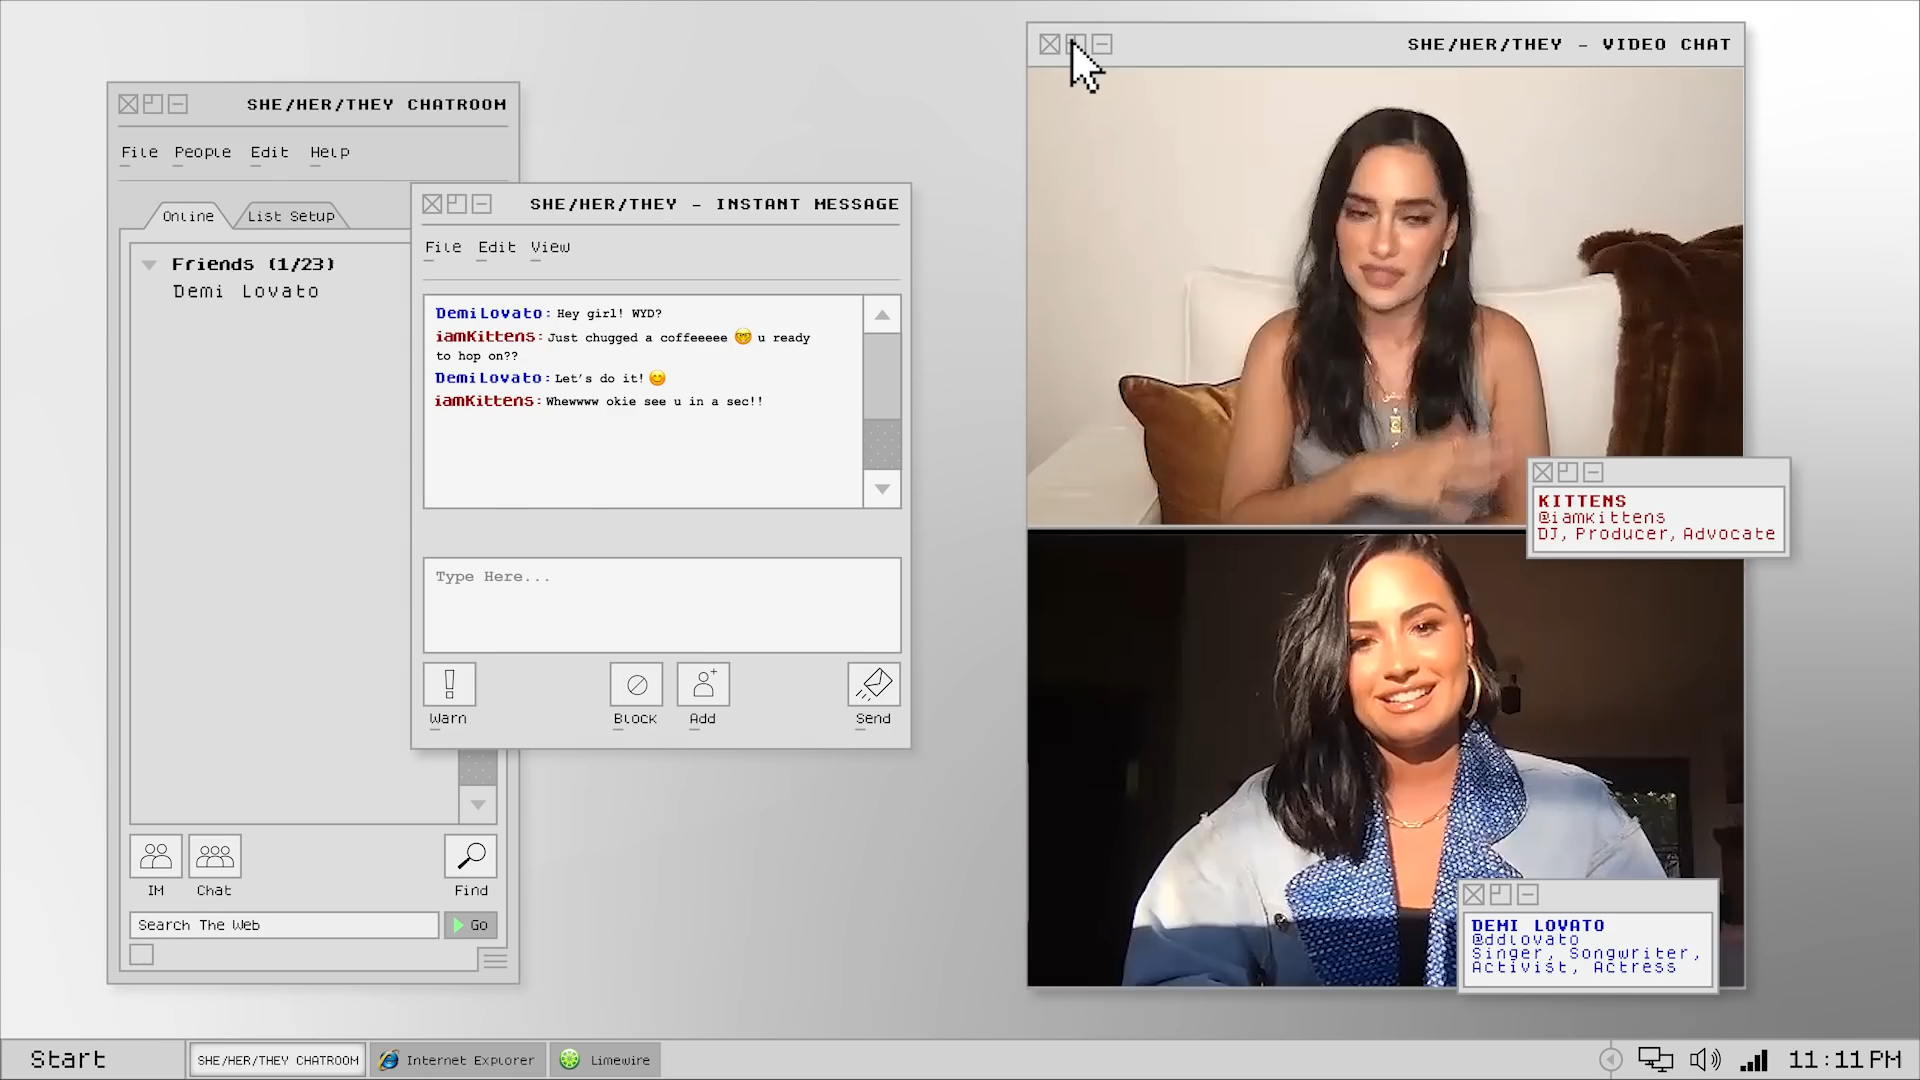 SHE/HER/THEY CHATROOM
File People Edit Help
Online List Setup
Friends (1/23)
Demi Lovato
IM Chat Find
Search The Web Go
SHE/HER/THEY - INSTANT MESSAGE
File Edit View
DemiLovato: Hey girl! WYD?
iamKittens: Just chugged a coffeeeee 🤓 u ready
to hop on??
DemiLovato: Let's do it! 😊
iamKittens: Whewwww okie see u in a sec!!
Type Here...
Warn Block Add Send
SHE/HER/THEY - VIDEO CHAT
KITTENS
@iamkittens
DJ, Producer, Advocate
DEMI LOVATO
@ddlovato
Singer, Songwriter,
Activist, Actress
Start SHE/HER/THEY CHATROOM Internet Explorer Limewire 11:11 PM